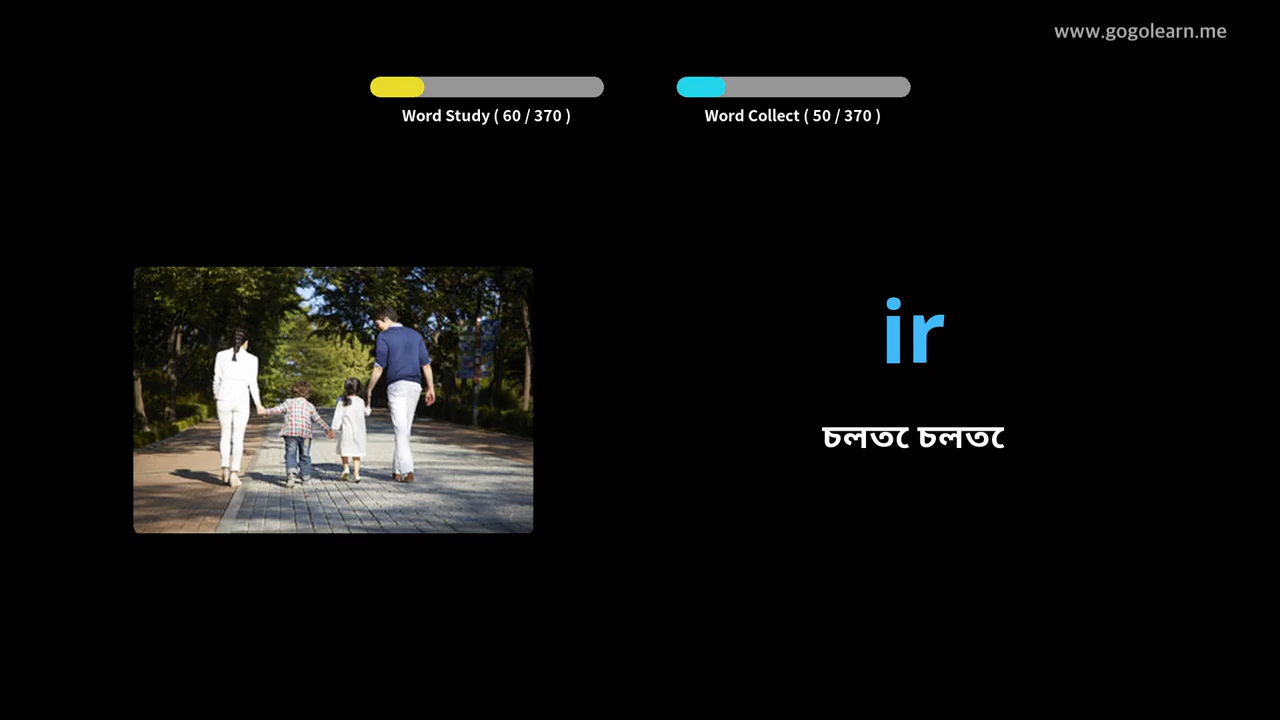 www.gogolearn.me
Word Study ( 60 / 370 )
Word Collect ( 50 / 370 )
ir
চলতে চলতে